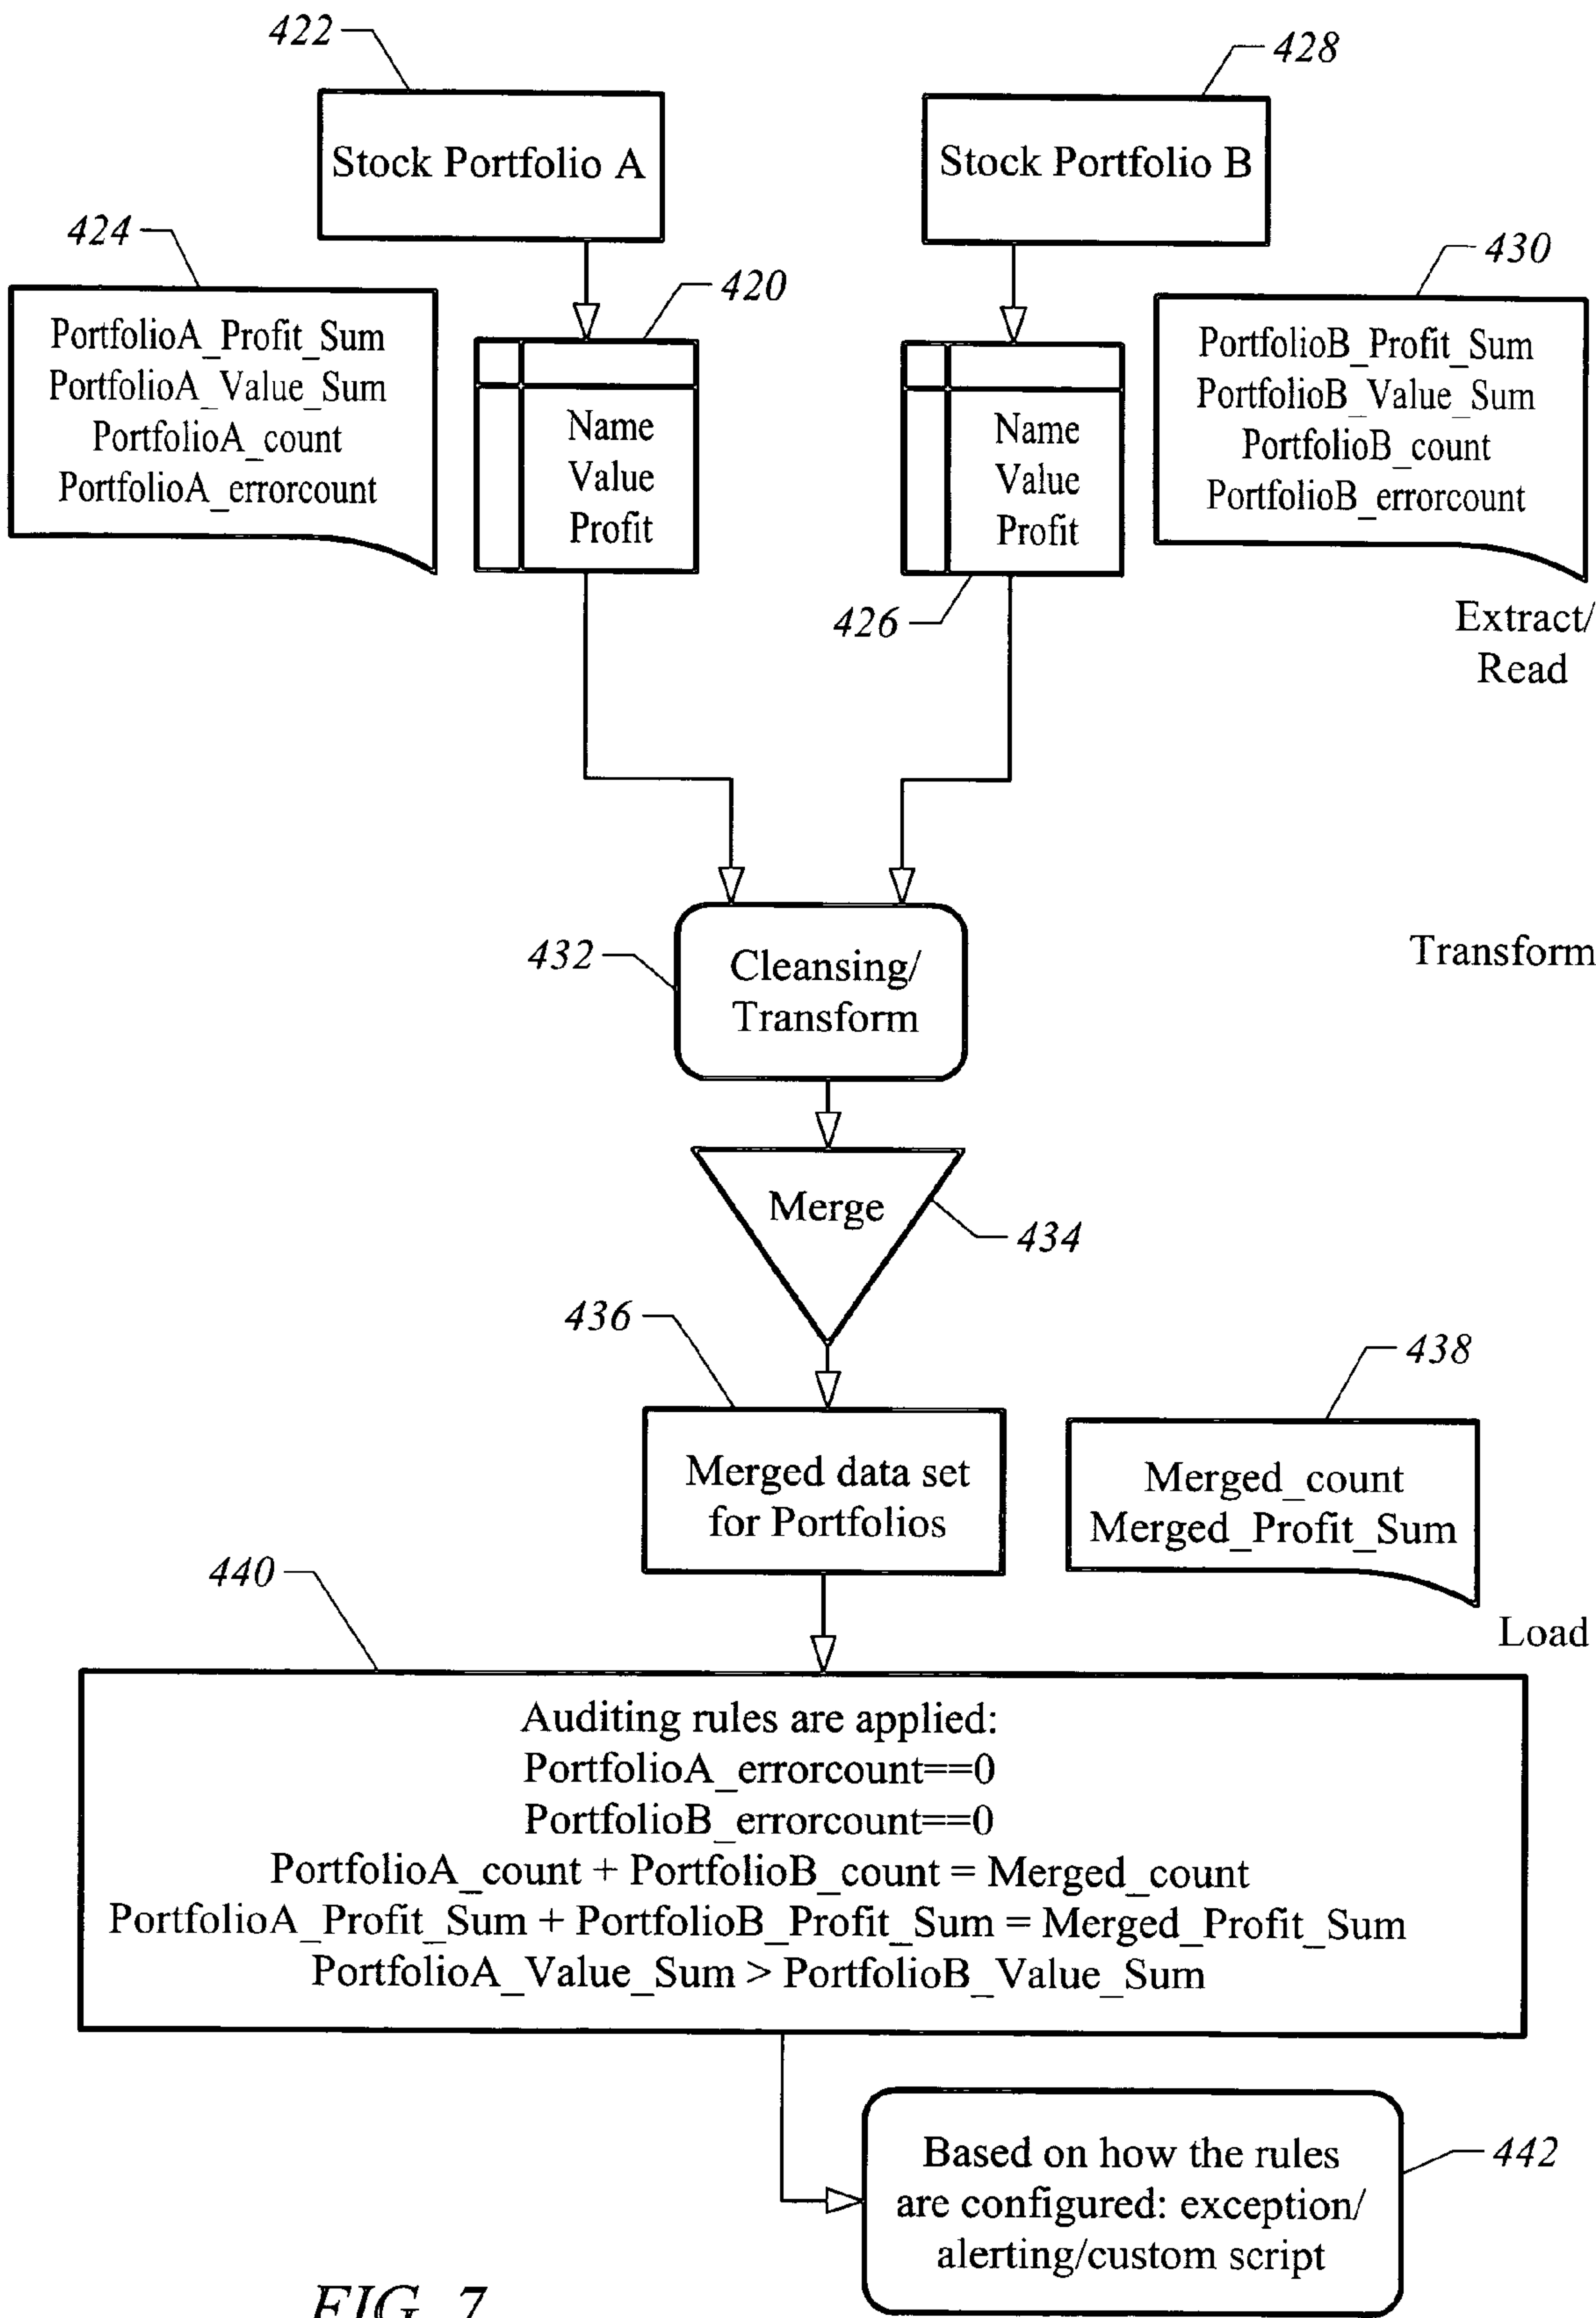 422
428
Stock Portfolio A
Stock Portfolio B
424
420
430
PortfolioA_Profit_Sum
PortfolioA_Value_Sum
PortfolioA_count
PortfolioA_errorcount
Name
Value
Profit
Name
Value
Profit
PortfolioB_Profit_Sum
PortfolioB_Value_Sum
PortfolioB_count
PortfolioB_errorcount
426
Extract/
Read
432
Cleansing/
Transform
Transform
Merge
434
436
438
Merged data set
for Portfolios
Merged_count
Merged_Profit_Sum
440
Load
Auditing rules are applied:
PortfolioA_errorcount==0
PortfolioB_errorcount==0
PortfolioA_count + PortfolioB_count = Merged_count
PortfolioA_Profit_Sum + PortfolioB_Profit_Sum = Merged_Profit_Sum
PortfolioA_Value_Sum > PortfolioB_Value_Sum
Based on how the rules
are configured: exception/
alerting/custom script
442
FIG. 7